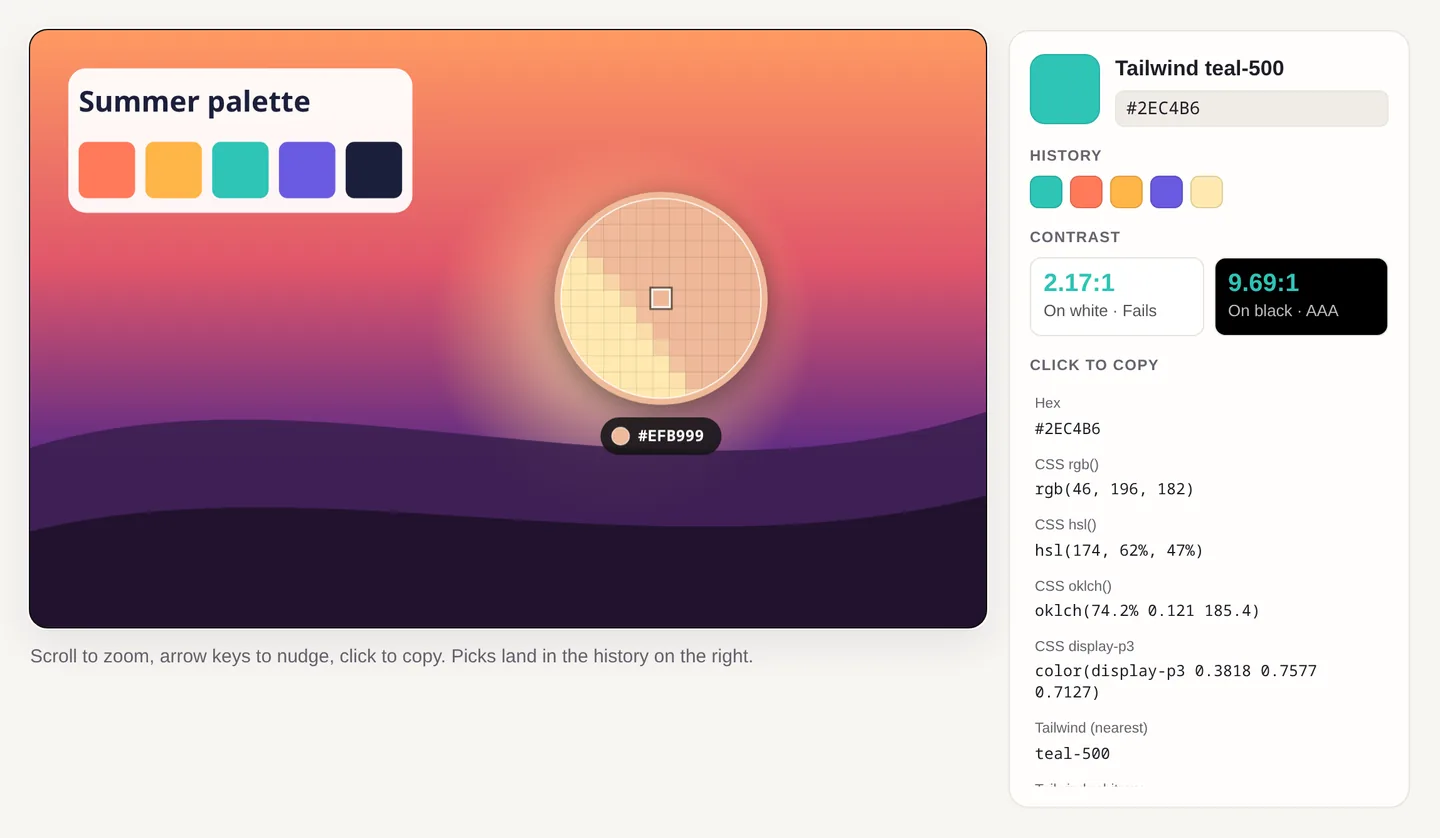 Summer palette
#EFB999
Scroll to zoom, arrow keys to nudge, click to copy. Picks land in the history on the right.
Tailwind teal-500
#2EC4B6
HISTORY
CONTRAST
2.17:1
On white · Fails
9.69:1
On black · AAA
CLICK TO COPY
Hex
#2EC4B6
CSS rgb()
rgb(46, 196, 182)
CSS hsl()
hsl(174, 62%, 47%)
CSS oklch()
oklch(74.2% 0.121 185.4)
CSS display-p3
color(display-p3 0.3818 0.7577
0.7127)
Tailwind (nearest)
teal-500